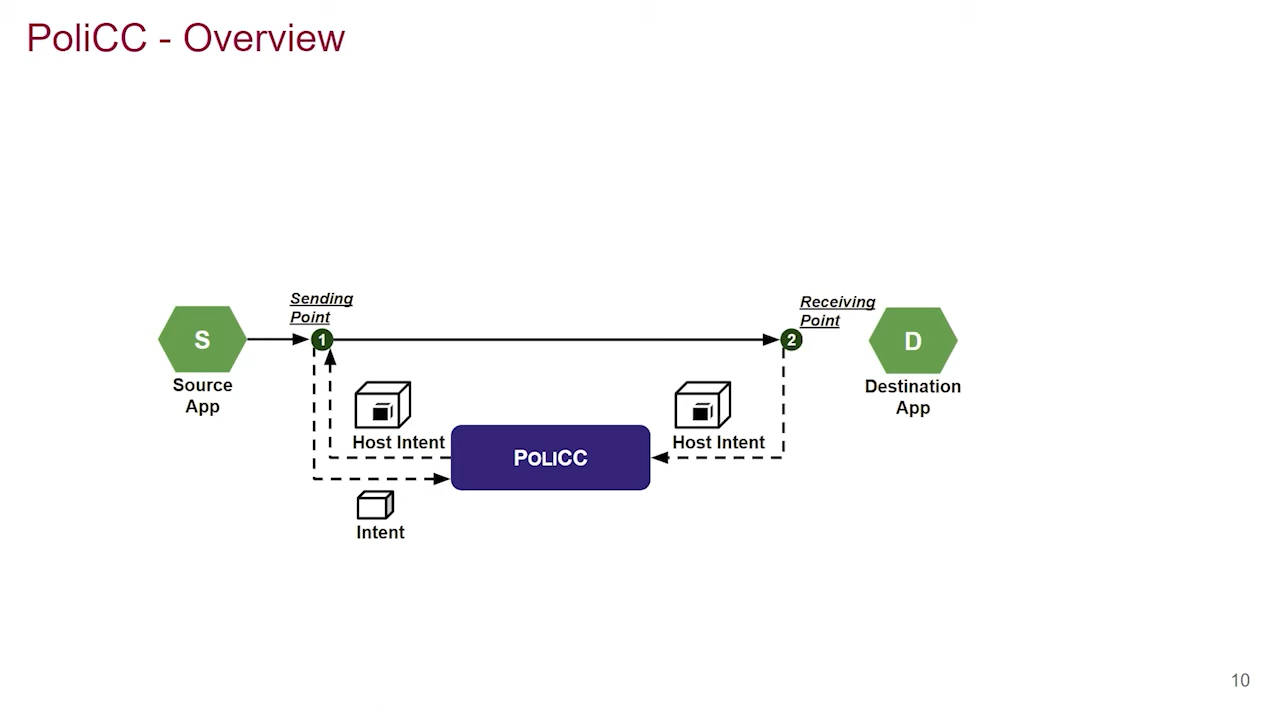 PoliCC - Overview
Sending
Point
Receiving
Point
S
1
2
D
Source
App
Destination
App
Host Intent
Host Intent
POLICC
Intent
10